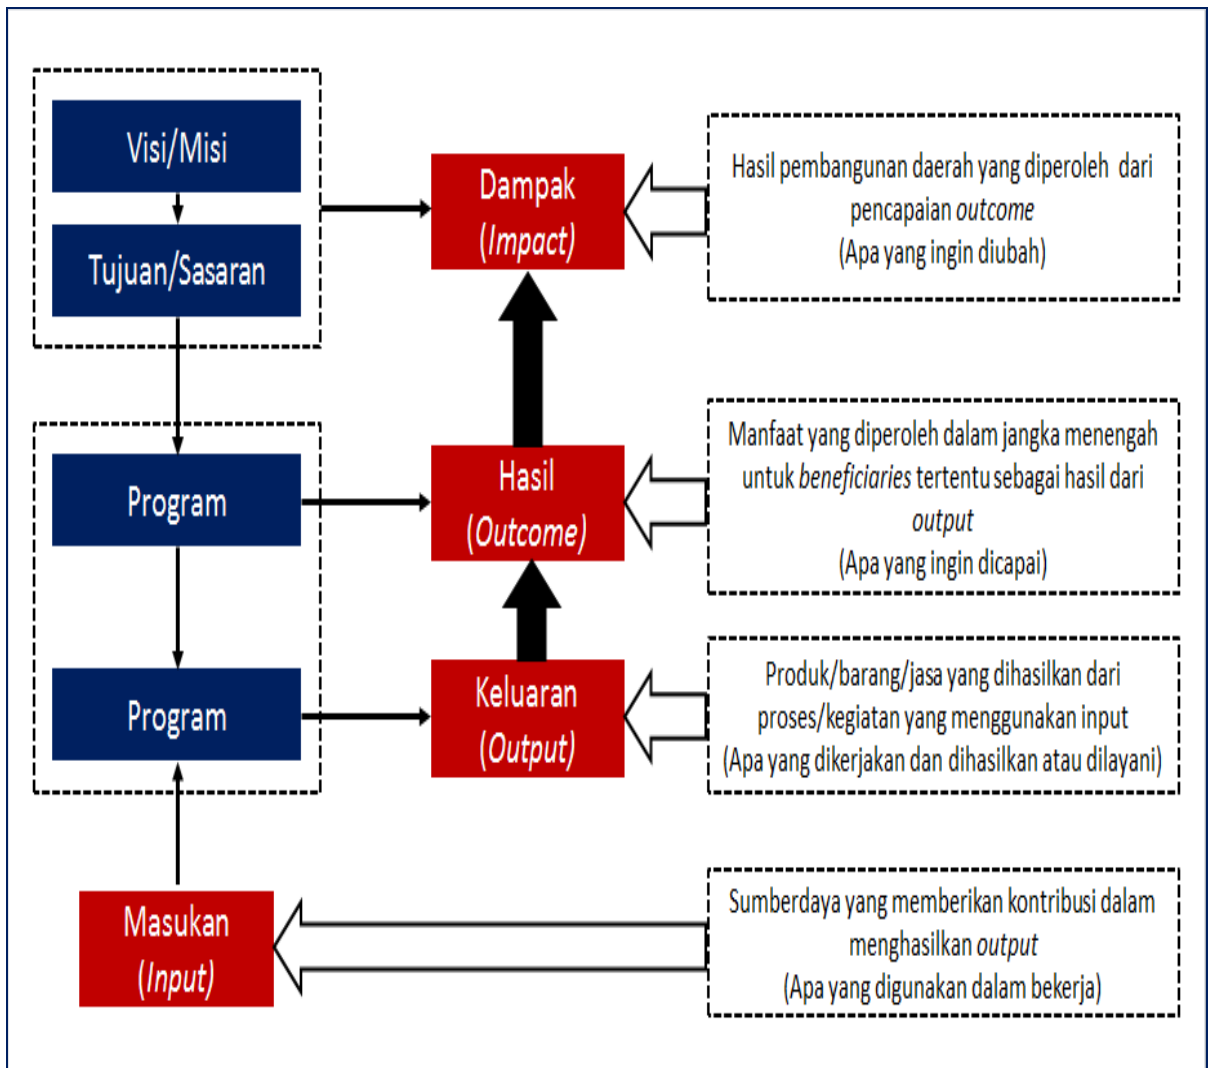 Visi/Misi
Tujuan/Sasaran
Dampak
(Impact)
Hasil pembangunan daerah yang diperoleh dari
pencapaian outcome
(Apa yang ingin diubah)
Program
Hasil
(Outcome)
Manfaat yang diperoleh dalam jangka menengah
untuk beneficiaries tertentu sebagai hasil dari
output
(Apa yang ingin dicapai)
Program
Keluaran
(Output)
Produk/barang/jasa yang dihasilkan dari
proses/kegiatan yang menggunakan input
(Apa yang dikerjakan dan dihasilkan atau dilayani)
Masukan
(Input)
Sumberdaya yang memberikan kontribusi dalam
menghasilkan output
(Apa yang digunakan dalam bekerja)